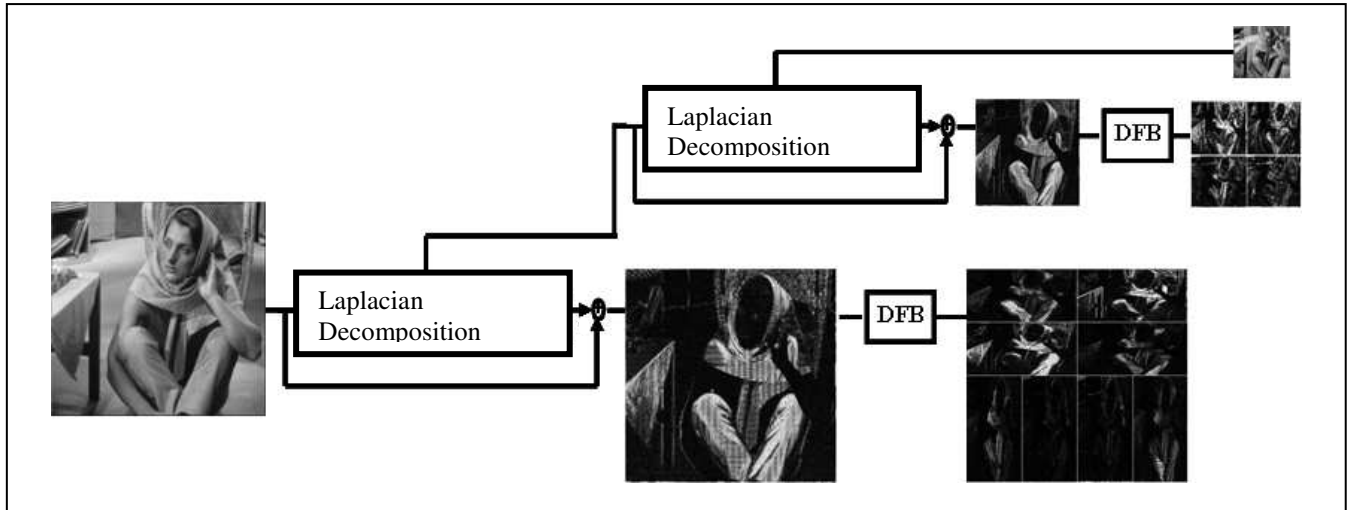 Laplacian
Decomposition
DFB
Laplacian
Decomposition
DFB